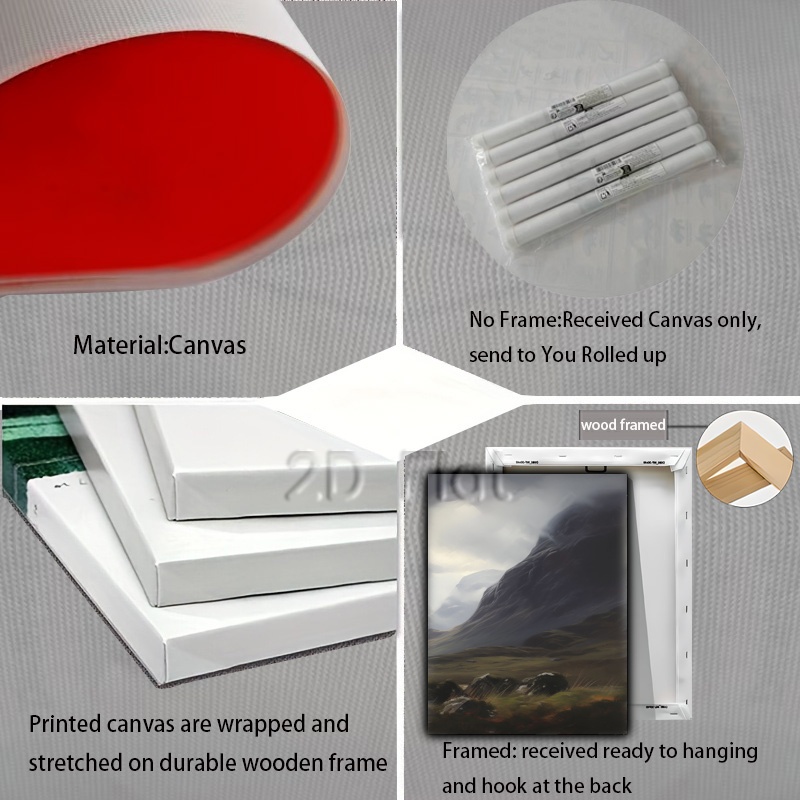 Material:Canvas
No Frame:Received Canvas only,
send to You Rolled up
2D Flat
wood framed
Printed canvas are wrapped and
stretched on durable wooden frame
Framed: received ready to hanging
and hook at the back